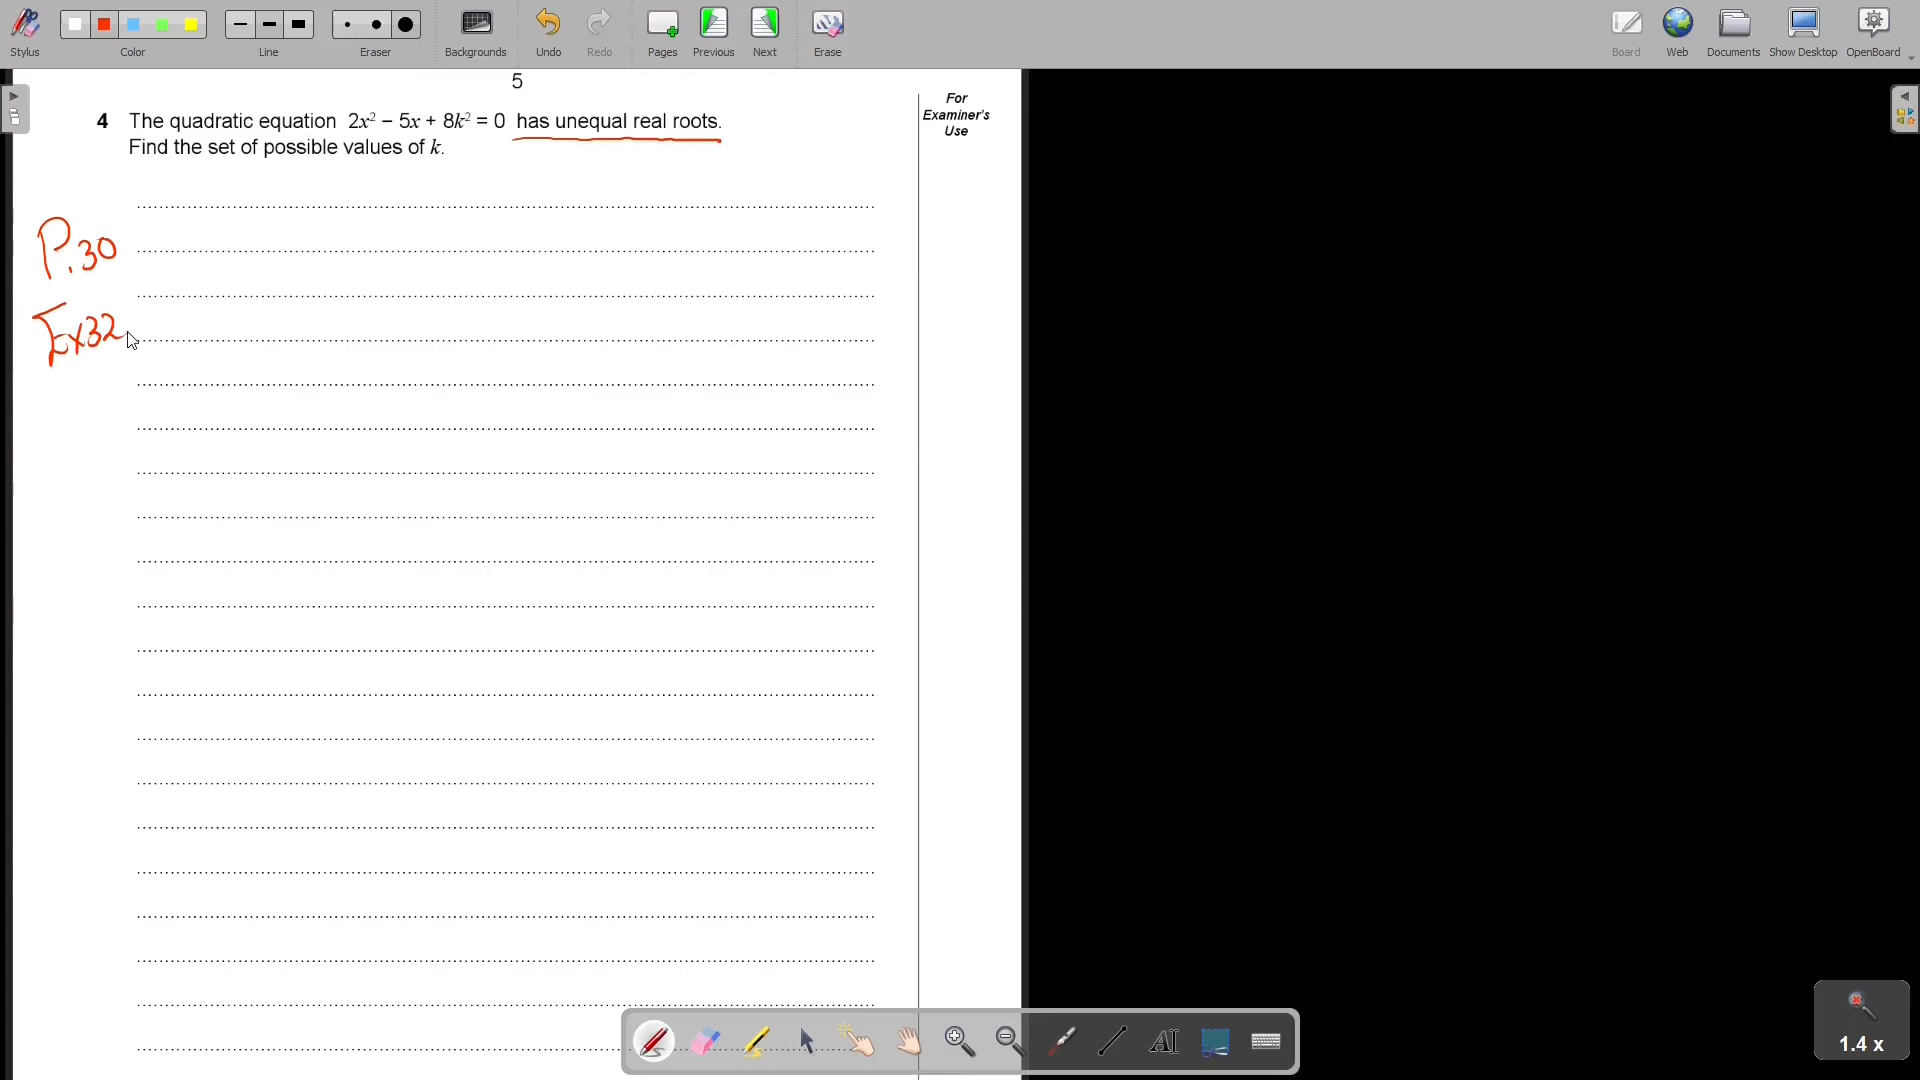 Stylus
Color
Line
Eraser
Backgrounds
Undo
Redo
Pages
Previous
Next
Erase
Board
Web
Documents
Show Desktop
OpenBoard
5
4 The quadratic equation 2x² − 5x + 8k² = 0 has unequal real roots.
Find the set of possible values of k.
For
Examiner's
Use
P.30
Ex32
AI
1.4 x